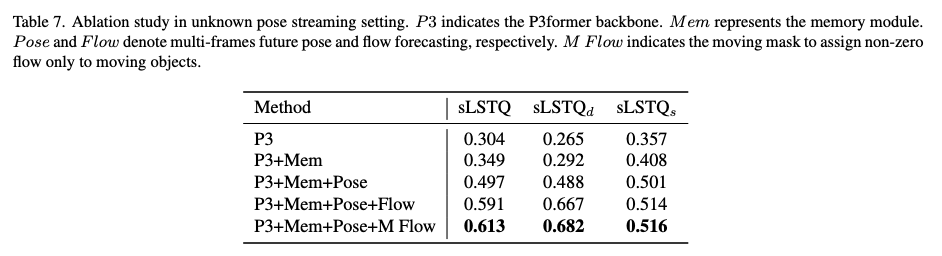 Table 7. Ablation study in unknown pose streaming setting. P3 indicates the P3former backbone. Mem represents the memory module.
Pose and Flow denote multi-frames future pose and flow forecasting, respectively. M Flow indicates the moving mask to assign non-zero
flow only to moving objects.
Method sLSTQ sLSTQd sLSTQs
P3 0.304 0.265 0.357
P3+Mem 0.349 0.292 0.408
P3+Mem+Pose 0.497 0.488 0.501
P3+Mem+Pose+Flow 0.591 0.667 0.514
P3+Mem+Pose+M Flow 0.613 0.682 0.516